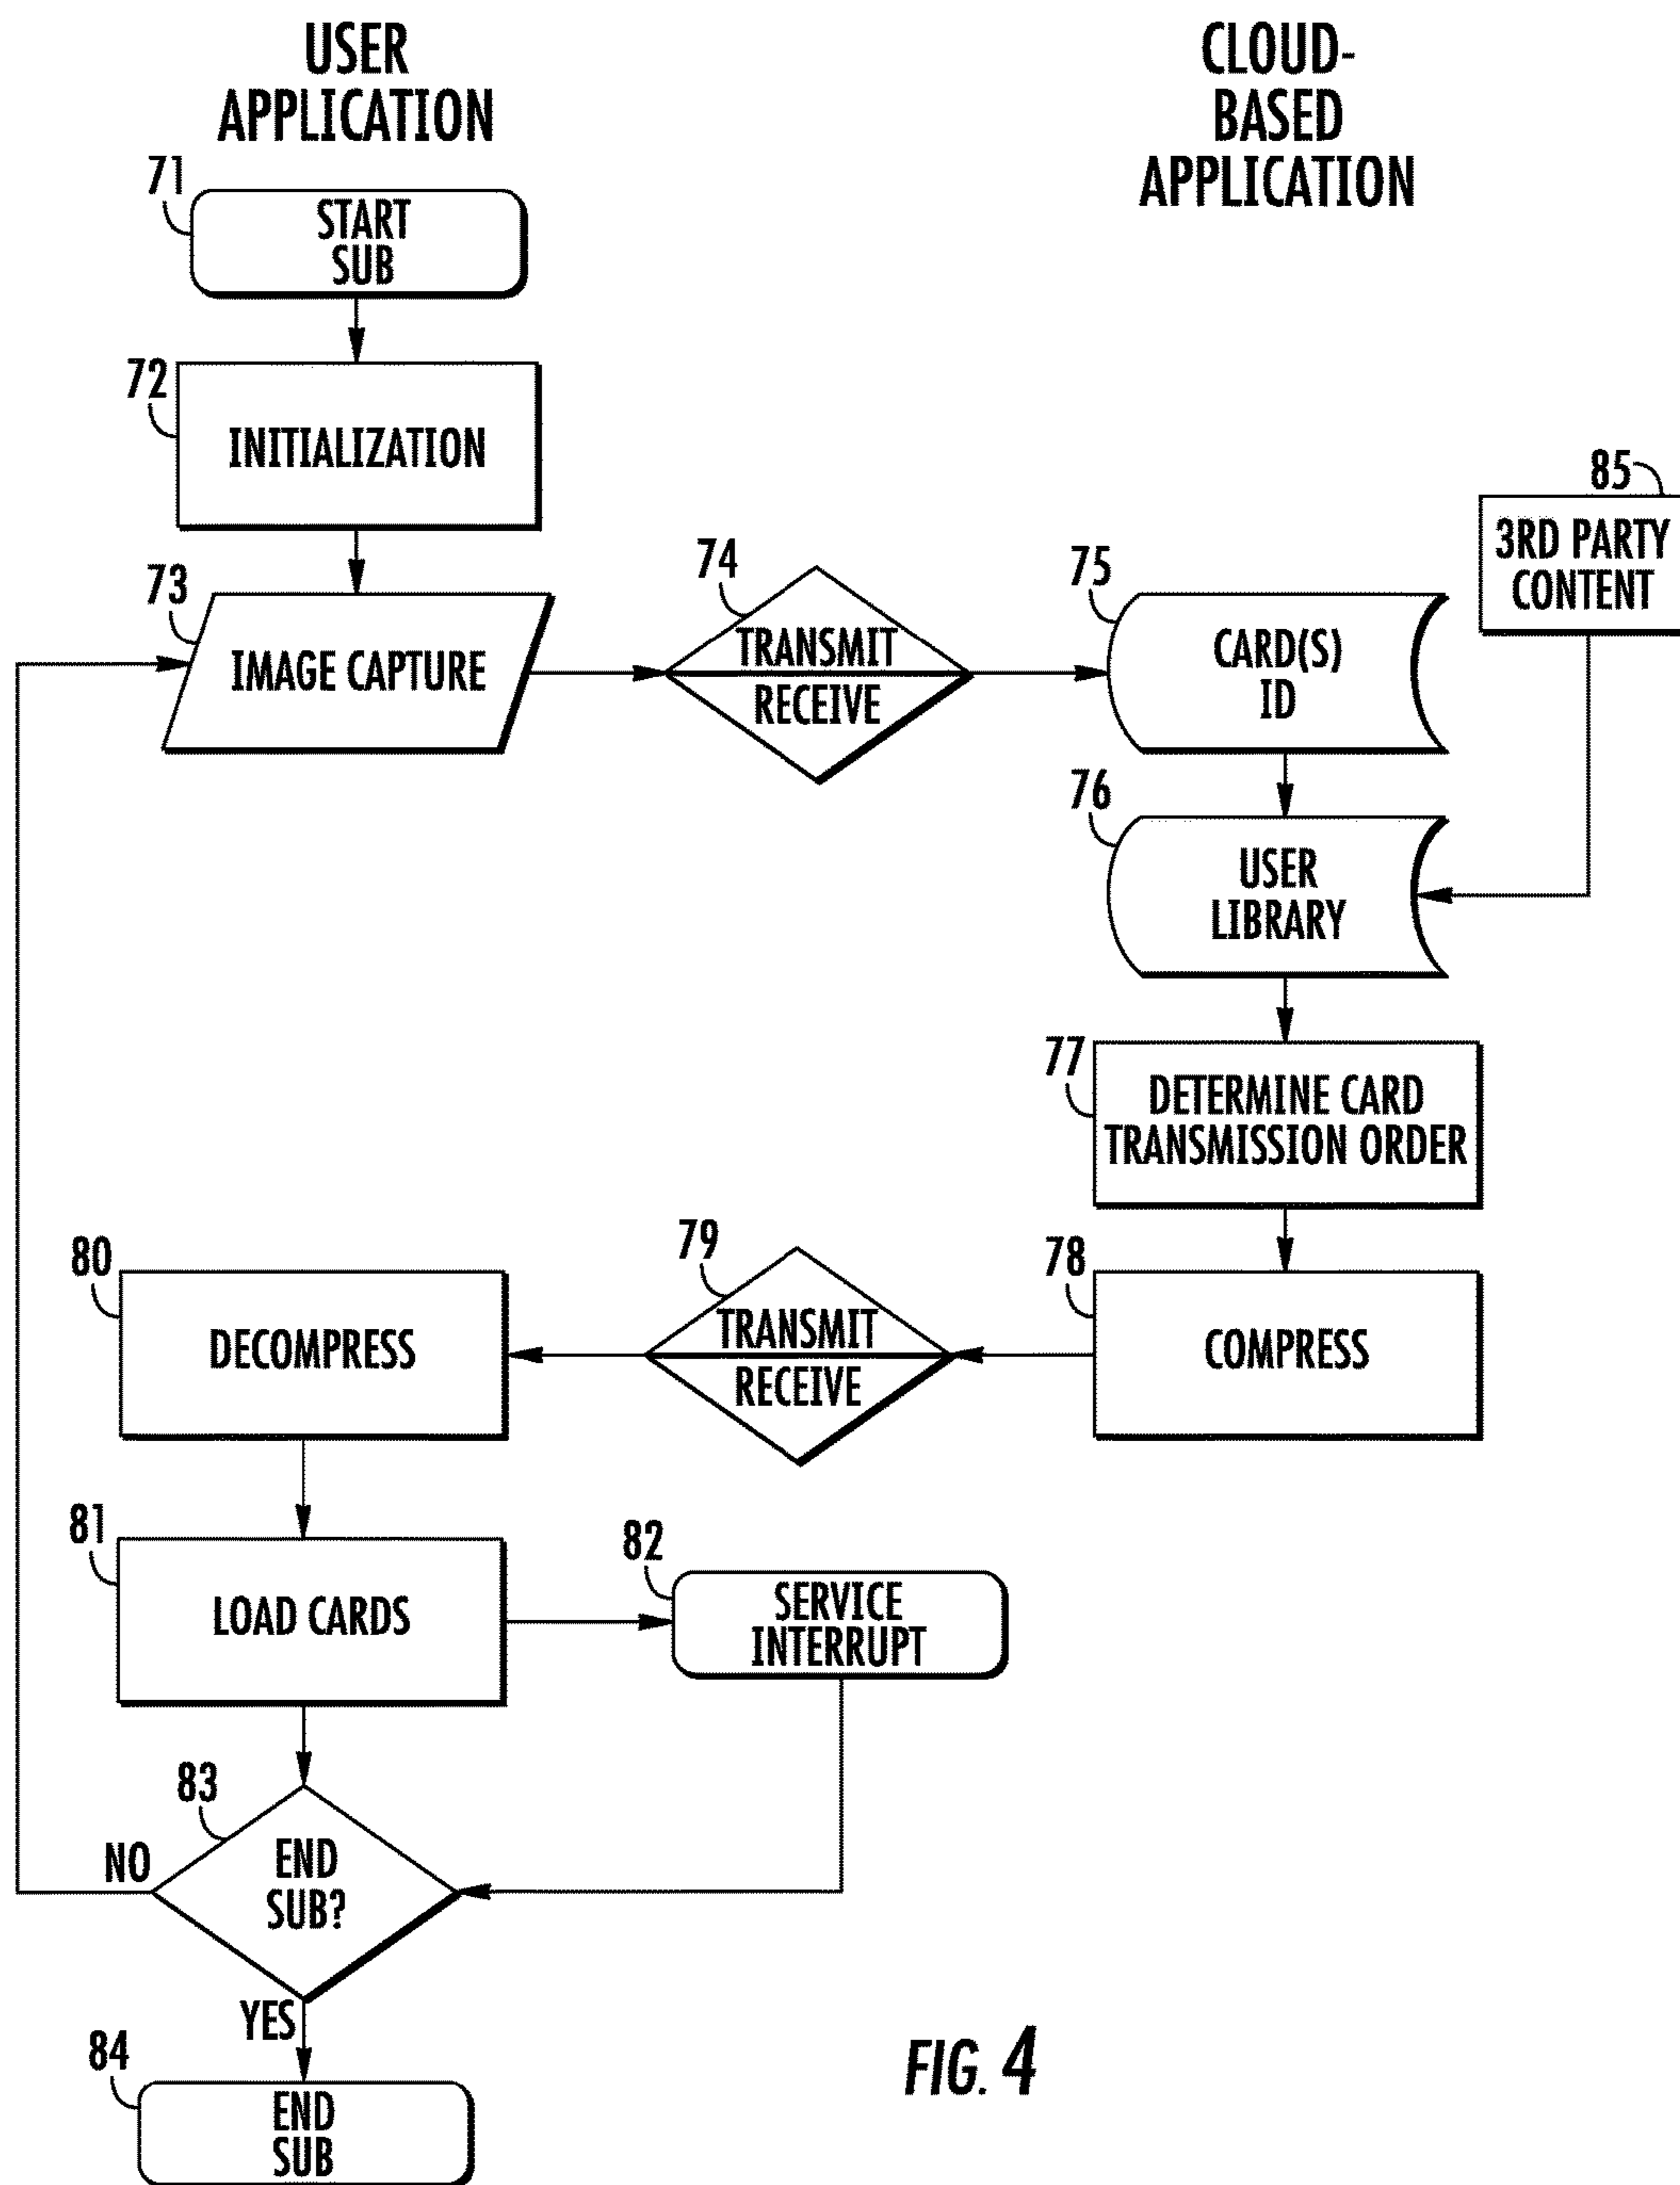 USER
APPLICATION
CLOUD-
BASED
APPLICATION
71
START
SUB
72
INITIALIZATION
85
3RD PARTY
CONTENT
73
IMAGE CAPTURE
74
TRANSMIT
RECEIVE
75
CARD(S)
ID
76
USER
LIBRARY
77
DETERMINE CARD
TRANSMISSION ORDER
78
COMPRESS
79
TRANSMIT
RECEIVE
80
DECOMPRESS
81
LOAD CARDS
82
SERVICE
INTERRUPT
83
END
SUB?
NO
YES
84
END
SUB
FIG. 4